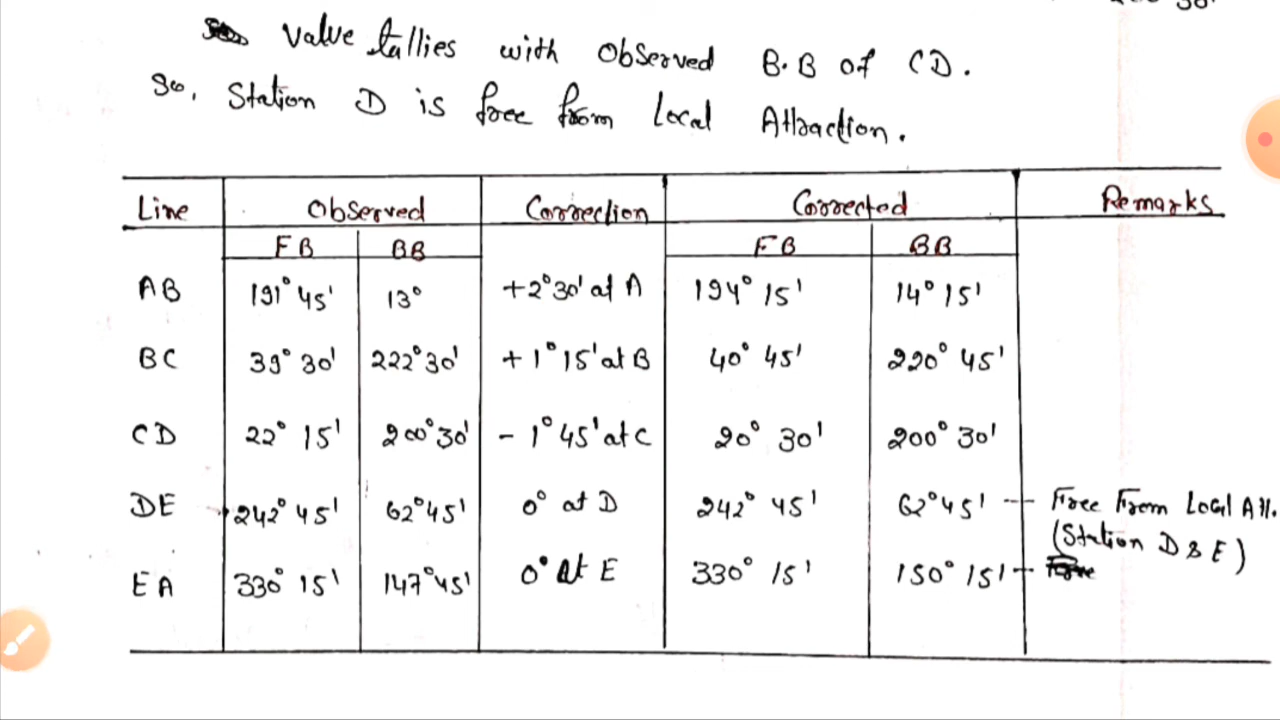 value tallies with observed B.B of CD.
So, Station D is free from Local Attraction.
Line Observed Correction Corrected Remarks
FB BB FB BB
AB 191° 45' 13° +2°30' at A 194° 15' 14° 15'
BC 39° 30' 222° 30' +1° 15' at B 40° 45' 220° 45'
CD 22° 15' 200° 30' - 1° 45' at C 20° 30' 200° 30'
DE 242° 45' 62° 45' 0° at D 242° 45' 62° 45' Free From Local Att.
(Station D & E)
EA 330° 15' 147° 45' 0° at E 330° 15' 150° 15'